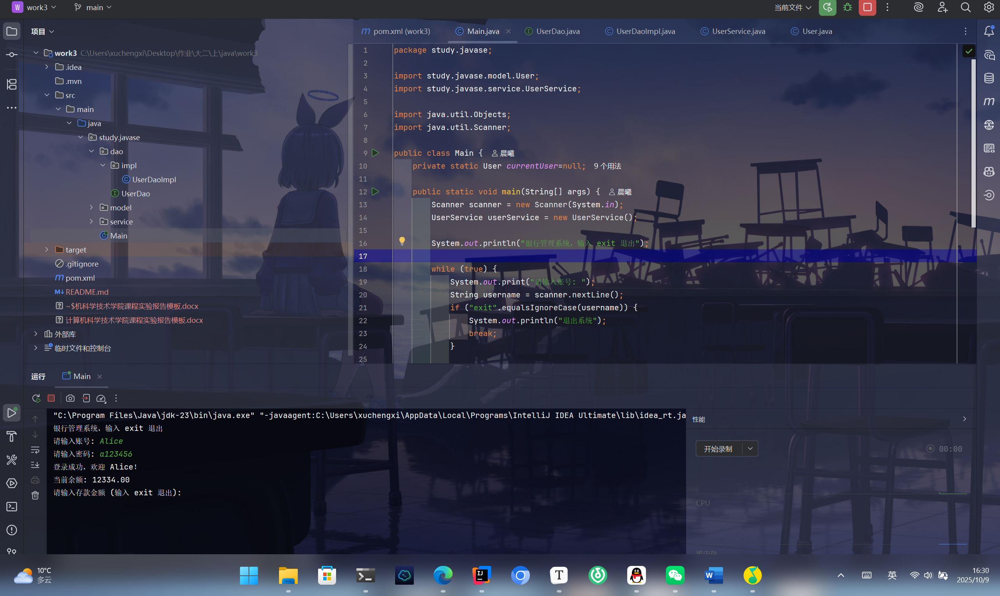 W work3 main 当前文件
项目
work3 C:\Users\xuchengxi\Desktop\作业\大二\上\java\work3
.idea
.mvn
src
main
java
study.javase
dao
impl
UserDaoImpl
UserDao
model
service
Main
target
.gitignore
pom.xml
README.md
~$机科学技术学院课程实验报告模板.docx
计算机科学技术学院课程实验报告模板.docx
外部库
临时文件和控制台
pom.xml (work3) Main.java UserDao.java UserDaoImpl.java UserService.java User.java
1 package study.javase;
2
3 import study.javase.model.User;
4 import study.javase.service.UserService;
5
6 import java.util.Objects;
7 import java.util.Scanner;
8
9 public class Main { 晨曦
10 private static User currentUser=null; 9 个用法
11
12 public static void main(String[] args) { 晨曦
13 Scanner scanner = new Scanner(System.in);
14 UserService userService = new UserService();
15
16 System.out.println("银行管理系统，输入 exit 退出");
17
18 while (true) {
19 System.out.print("请输入账号: ");
20 String username = scanner.nextLine();
21 if ("exit".equalsIgnoreCase(username)) {
22 System.out.println("退出系统");
23 break;
24 }
25
运行 Main
"C:\Program Files\Java\jdk-23\bin\java.exe" "-javaagent:C:\Users\xuchengxi\AppData\Local\Programs\IntelliJ IDEA Ultimate\lib\idea_rt.ja
银行管理系统，输入 exit 退出
请输入账号: Alice
请输入密码: a123456
登录成功，欢迎 Alice!
当前余额: 12334.00
请输入存款金额 (输入 exit 退出):
性能
开始录制 00:00
CPU
堆内存
10°C
多云
英
16:30
2025/10/9